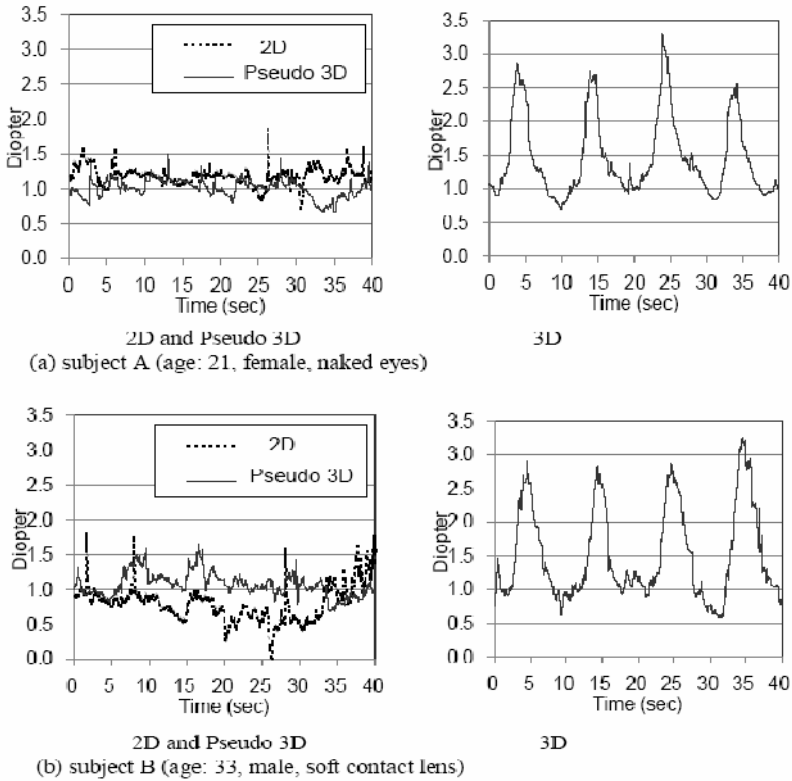 3.5
3.0
2.5
2.0
1.5
1.0
0.5
0.0
Diopter
2D
Pseudo 3D
0 5 10 15 20 25 30 35 40
Time (sec)
2D and Pseudo 3D
3.5
3.0
2.5
2.0
1.5
1.0
0.5
0.0
Diopter
0 5 10 15 20 25 30 35 40
Time (sec)
3D
(a) subject A (age: 21, female, naked eyes)
3.5
3.0
2.5
2.0
1.5
1.0
0.5
0.0
Diopter
2D
Pseudo 3D
0 5 10 15 20 25 30 35 40
Time (sec)
2D and Pseudo 3D
3.5
3.0
2.5
2.0
1.5
1.0
0.5
0.0
Diopter
0 5 10 15 20 25 30 35 40
Time (sec)
3D
(b) subject B (age: 33, male, soft contact lens)